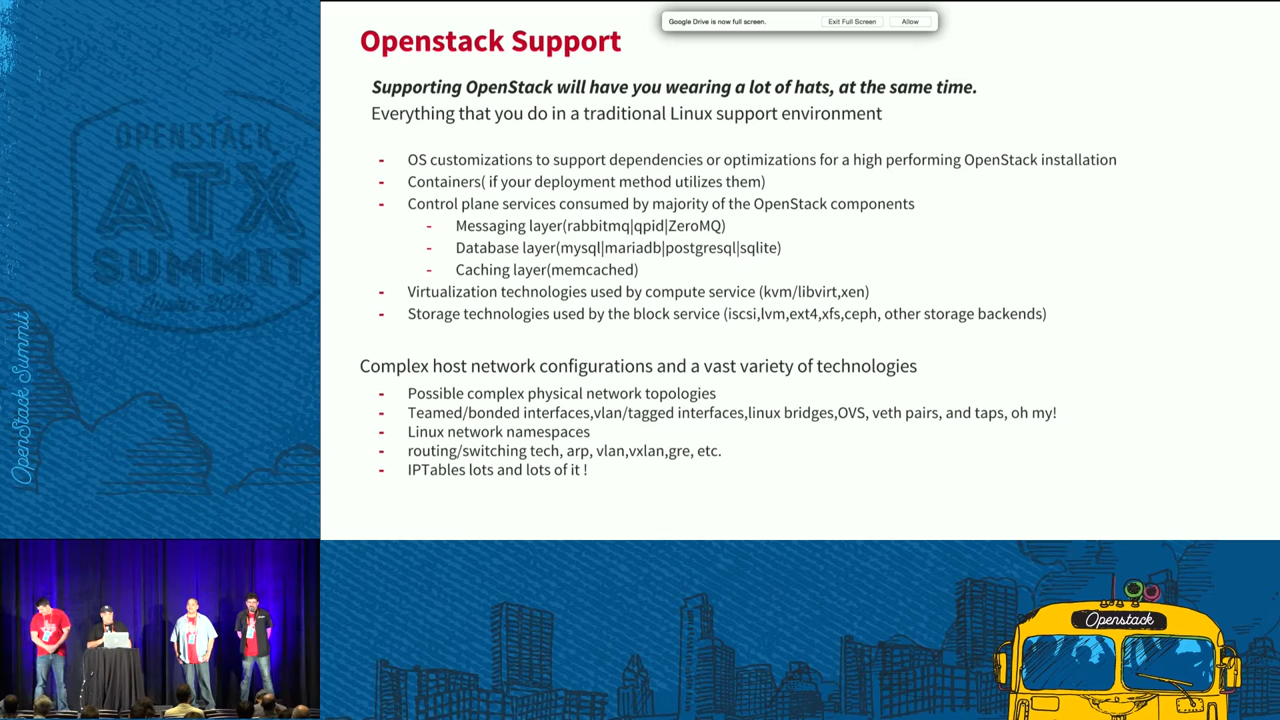 Google Drive is now full screen.
Exit Full Screen
Allow
Openstack Support
Supporting OpenStack will have you wearing a lot of hats, at the same time.
Everything that you do in a traditional Linux support environment
- OS customizations to support dependencies or optimizations for a high performing OpenStack installation
- Containers( if your deployment method utilizes them)
- Control plane services consumed by majority of the OpenStack components
- Messaging layer(rabbitmq|qpid|ZeroMQ)
- Database layer(mysql|mariadb|postgresql|sqlite)
- Caching layer(memcached)
- Virtualization technologies used by compute service (kvm/libvirt,xen)
- Storage technologies used by the block service (iscsi,lvm,ext4,xfs,ceph, other storage backends)
Complex host network configurations and a vast variety of technologies
- Possible complex physical network topologies
- Teamed/bonded interfaces,vlan/tagged interfaces,linux bridges,OVS, veth pairs, and taps, oh my!
- Linux network namespaces
- routing/switching tech, arp, vlan,vxlan,gre, etc.
- IPTables lots and lots of it !
OPENSTACK
ATX
SUMMIT
OpenStack Summit
Openstack